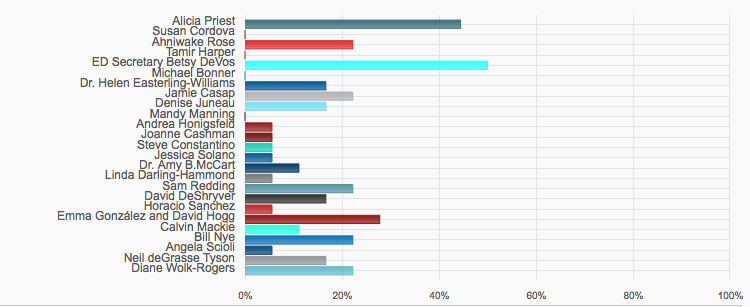 Alicia Priest
Susan Cordova
Ahniwake Rose
Tamir Harper
ED Secretary Betsy DeVos
Michael Bonner
Dr. Helen Easterling-Williams
Jamie Casap
Denise Juneau
Mandy Manning
Andrea Honigsfeld
Joanne Cashman
Steve Constantino
Jessica Solano
Dr. Amy B.McCart
Linda Darling-Hammond
Sam Redding
David DeShryver
Horacio Sanchez
Emma González and David Hogg
Calvin Mackie
Bill Nye
Angela Scioli
Neil deGrasse Tyson
Diane Wolk-Rogers
0% 20% 40% 60% 80% 100%